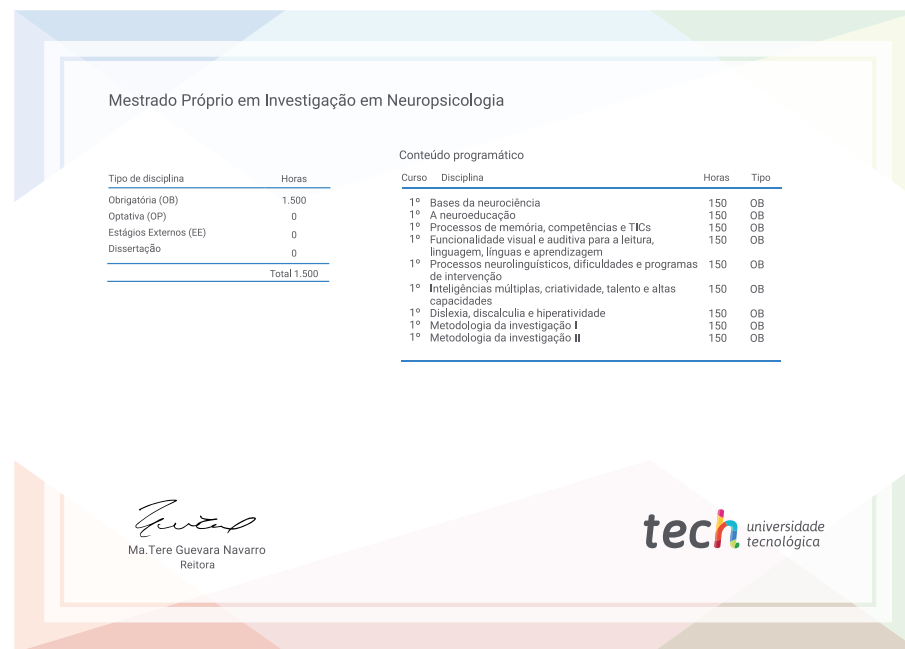 Mestrado Próprio em Investigação em Neuropsicologia
Tipo de disciplina Horas
Obrigatória (OB) 1.500
Optativa (OP) 0
Estágios Externos (EE) 0
Dissertação 0
Total 1.500
Conteúdo programático
Curso Disciplina Horas Tipo
1º Bases da neurociência 150 OB
1º A neuroeducação 150 OB
1º Processos de memória, competências e TICs 150 OB
1º Funcionalidade visual e auditiva para a leitura, 150 OB
linguagem, línguas e aprendizagem
1º Processos neurolinguísticos, dificuldades e programas 150 OB
de intervenção
1º Inteligências múltiplas, criatividade, talento e altas 150 OB
capacidades
1º Dislexia, discalculia e hiperatividade 150 OB
1º Metodologia da investigação I 150 OB
1º Metodologia da investigação II 150 OB
Ma.Tere Guevara Navarro
Reitora
tech universidade
tecnológica